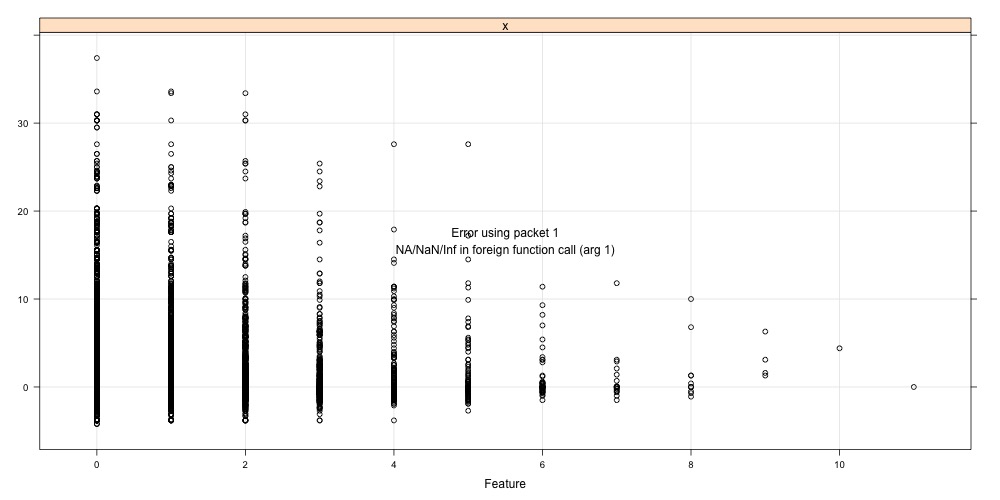 x
30
20
10
0
Error using packet 1
NA/NaN/Inf in foreign function call (arg 1)
0 2 4 6 8 10
Feature